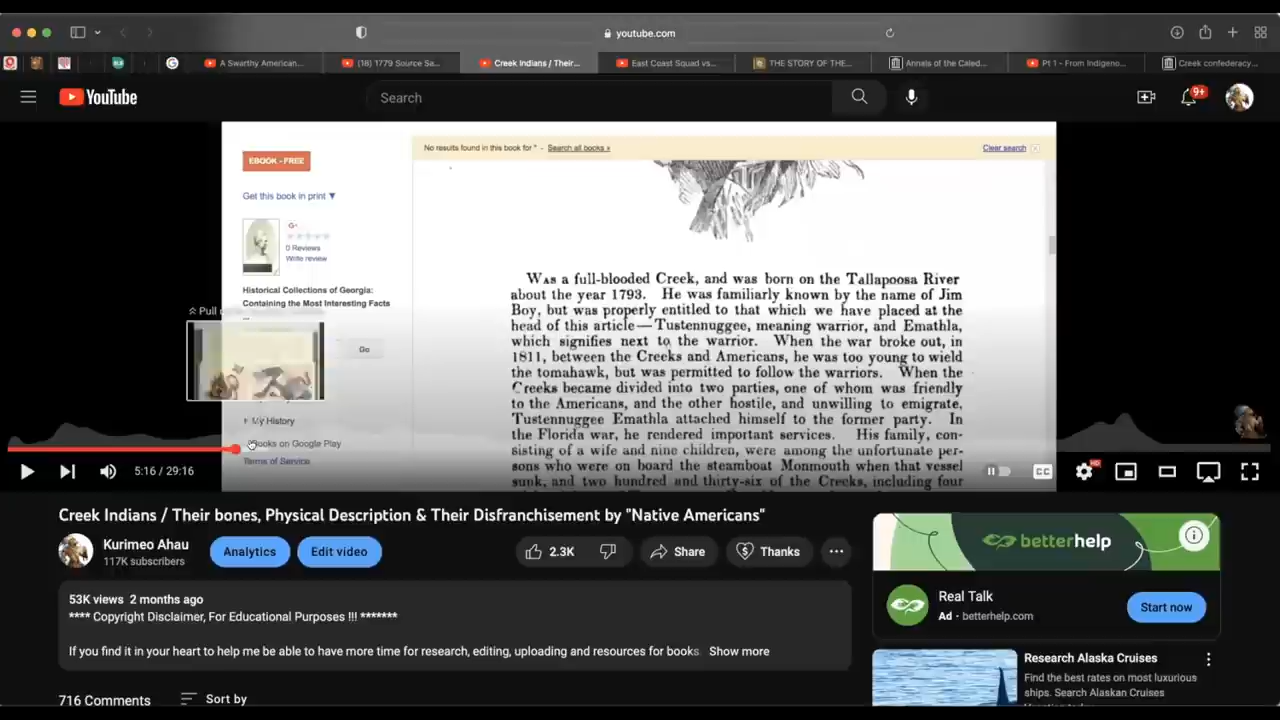 youtube.com
A Swarthy American...
(18) 1779 Source Sa...
Creek Indians / Their...
East Coast Squad vs...
THE STORY OF THE...
Annals of the Caled...
Pt 1 - From Indigeno...
Creek confederacy...
YouTube
Search
9+
EBOOK - FREE
No results found in this book for " - Search all books »
Clear search
Get this book in print ▼
G+
0 Reviews
Write review
Historical Collections of Georgia:
Containing the Most Interesting Facts
...
Pull
Go
My History
Books on Google Play
Terms of Service
WAS a full-blooded Creek, and was born on the Tallapoosa River
about the year 1793. He was familiarly known by the name of Jim
Boy, but was properly entitled to that which we have placed at the
head of this article—Tustennuggee, meaning warrior, and Emathla,
which signifies next to the warrior. When the war broke out, in
1811, between the Creeks and Americans, he was too young to wield
the tomahawk, but was permitted to follow the warriors. When the
Creeks became divided into two parties, one of whom was friendly
to the Americans, and the other hostile, and unwilling to emigrate,
Tustennuggee Emathla attached himself to the former party. In
the Florida war, he rendered important services. His family, con-
sisting of a wife and nine children, were among the unfortunate per-
sons who were on board the steamboat Monmouth when that vessel
sunk, and two hundred and thirty-six of the Creeks, including four
5:16 / 29:16
CC
HD
Creek Indians / Their bones, Physical Description & Their Disfranchisement by "Native Americans"
Kurimeo Ahau
117K subscribers
Analytics
Edit video
2.3K
Share
Thanks
53K views 2 months ago
**** Copyright Disclaimer, For Educational Purposes !!! *******
If you find it in your heart to help me be able to have more time for research, editing, uploading and resources for books. Show more
716 Comments
Sort by
betterhelp
Real Talk
Ad · betterhelp.com
Start now
Research Alaska Cruises
Find the best rates on most luxurious
ships. Search Alaskan Cruises